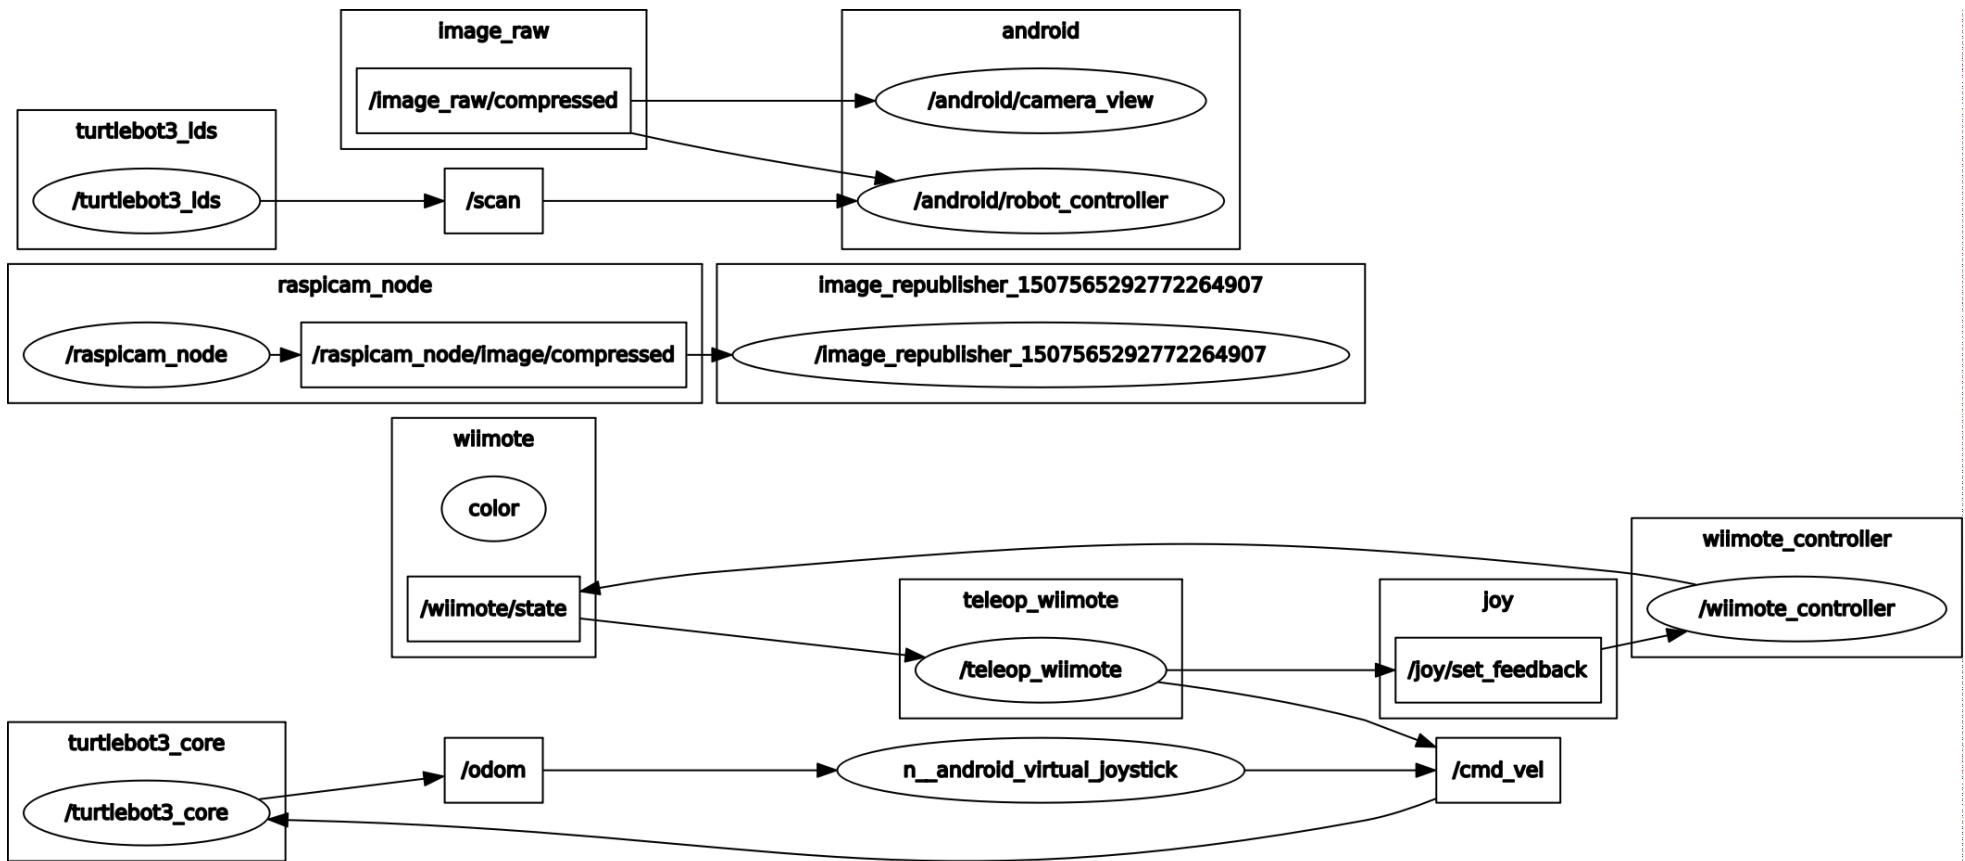 image_raw
android
/image_raw/compressed
/android/camera_view
turtlebot3_lds
/turtlebot3_lds
/scan
/android/robot_controller
raspicam_node
image_republisher_1507565292772264907
/raspicam_node
/raspicam_node/image/compressed
/image_republisher_1507565292772264907
wiimote
color
wiimote_controller
/wiimote/state
teleop_wiimote
joy
/wiimote_controller
/teleop_wiimote
/joy/set_feedback
turtlebot3_core
/turtlebot3_core
/odom
n__android_virtual_joystick
/cmd_vel